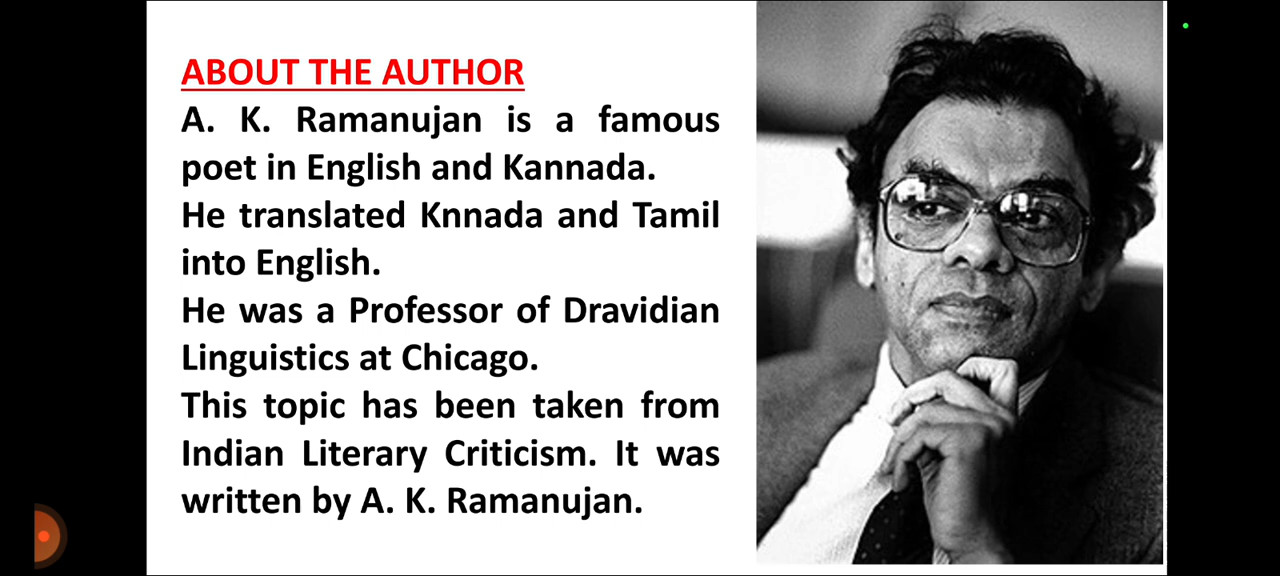 ABOUT THE AUTHOR
A. K. Ramanujan is a famous
poet in English and Kannada.
He translated Knnada and Tamil
into English.
He was a Professor of Dravidian
Linguistics at Chicago.
This topic has been taken from
Indian Literary Criticism. It was
written by A. K. Ramanujan.